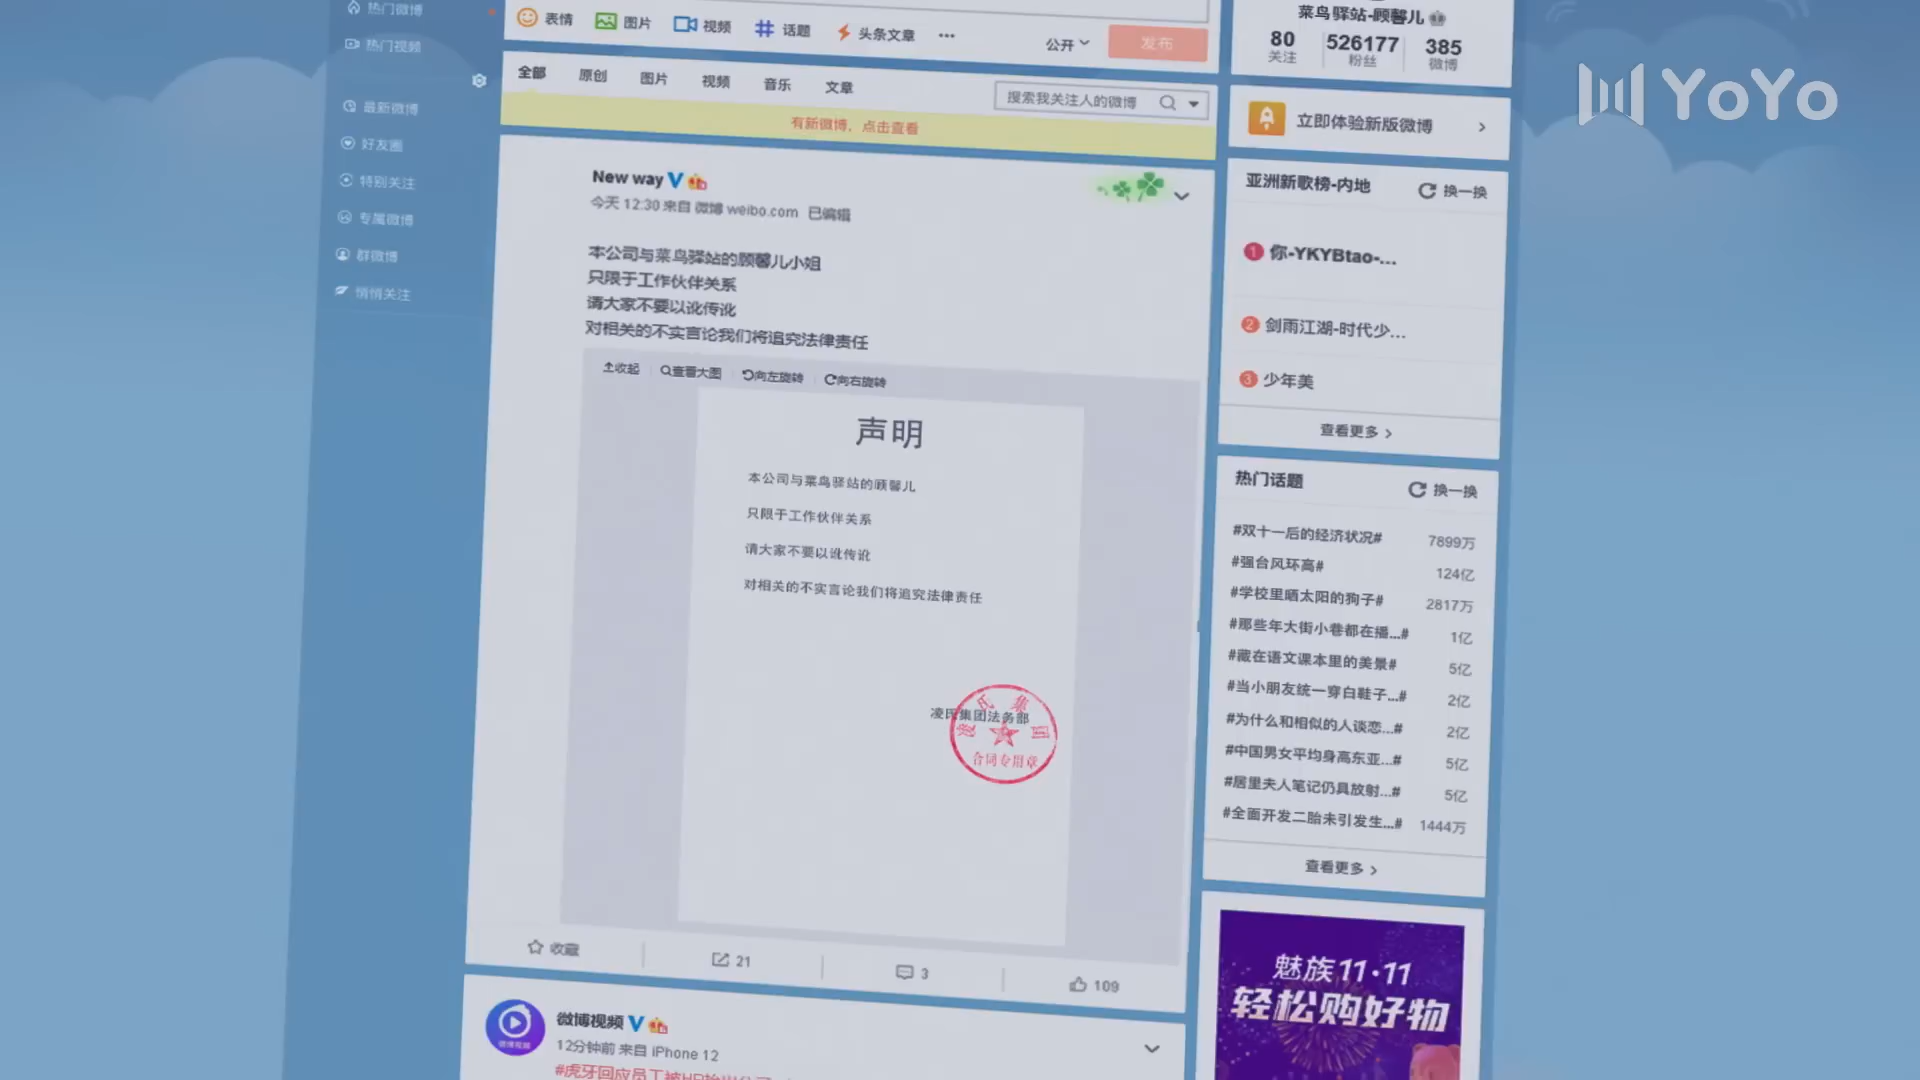 热门微博
热门视频
最新微博
好友圈
特别关注
专属微博
群微博
悄悄关注
表情
图片
视频
话题
头条文章
公开
发布
全部
原创
图片
视频
音乐
文章
搜索我关注人的微博
有新微博，点击查看
New way
今天 12:30 来自 微博 weibo.com 已编辑
本公司与菜鸟驿站的顾馨儿小姐
只限于工作伙伴关系
请大家不要以讹传讹
对相关的不实言论我们将追究法律责任
收起
查看大图
向左旋转
向右旋转
声明
本公司与菜鸟驿站的顾馨儿
只限于工作伙伴关系
请大家不要以讹传讹
对相关的不实言论我们将追究法律责任
凌氏集团法务部
凌氏集团
合同专用章
收藏
21
3
109
微博视频
12分钟前 来自 iPhone 12
菜鸟驿站-顾馨儿
80
526177
385
关注
粉丝
微博
立即体验新版微博
亚洲新歌榜-内地
换一换
1 你-YKYBtao-...
2 剑雨江湖-时代少...
3 少年美
查看更多
热门话题
换一换
#双十一后的经济状况# 7899万
#强台风环高# 124亿
#学校里晒太阳的狗子# 2817万
#那些年大街小巷都在播...# 1亿
#藏在语文课本里的美景# 5亿
#当小朋友统一穿白鞋子...# 2亿
#为什么和相似的人谈恋...# 2亿
#中国男女平均身高东亚...# 5亿
#居里夫人笔记仍具放射...# 5亿
#全面开发二胎未引发生...# 1444万
查看更多
魅族11·11
轻松购好物
YoYo